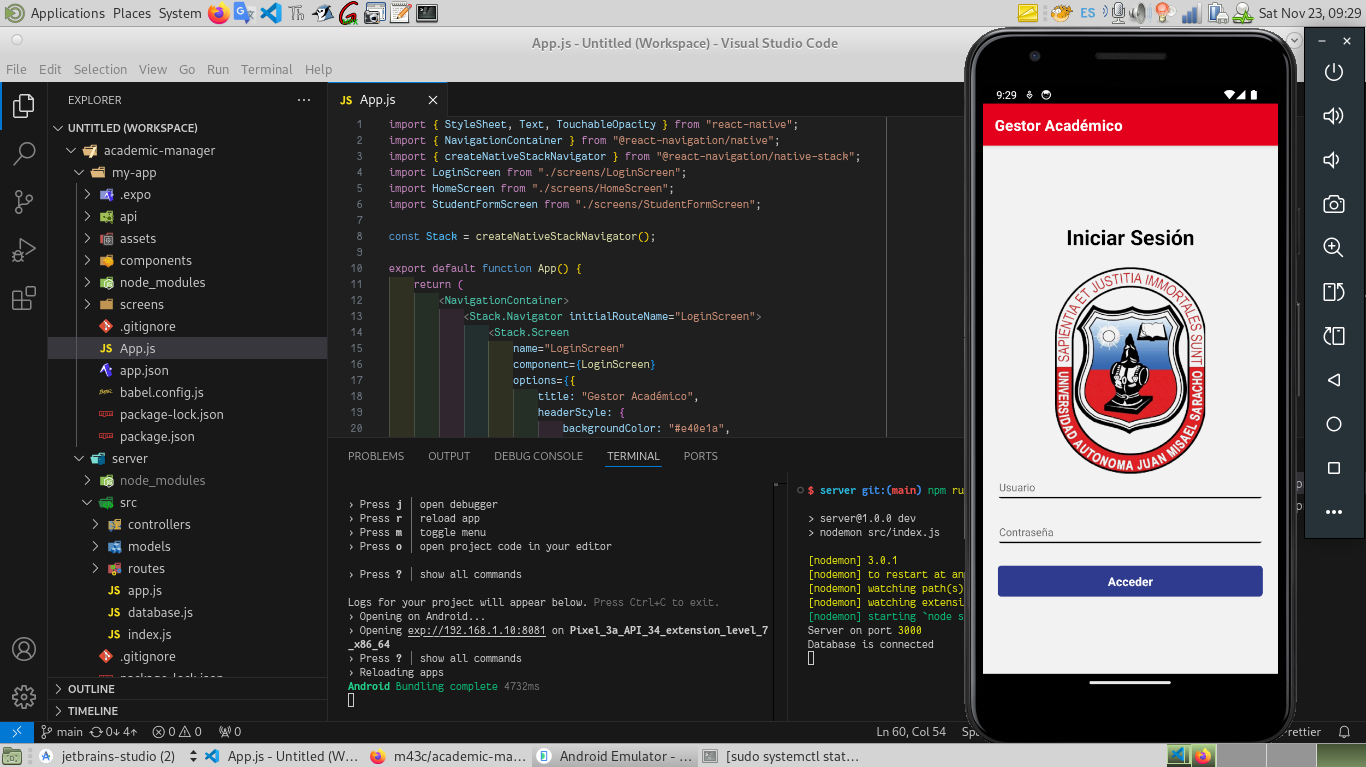 Applications Places System
ES
Sat Nov 23, 09:29
App.js - Untitled (Workspace) - Visual Studio Code
File Edit Selection View Go Run Terminal Help
EXPLORER
UNTITLED (WORKSPACE)
academic-manager
my-app
.expo
api
assets
components
node_modules
screens
.gitignore
JS App.js
app.json
babel.config.js
package-lock.json
package.json
server
node_modules
src
controllers
models
routes
JS app.js
JS database.js
JS index.js
.gitignore
package-lock.json
OUTLINE
TIMELINE
JS App.js
1 import { StyleSheet, Text, TouchableOpacity } from "react-native";
2 import { NavigationContainer } from "@react-navigation/native";
3 import { createNativeStackNavigator } from "@react-navigation/native-stack";
4 import LoginScreen from "./screens/LoginScreen";
5 import HomeScreen from "./screens/HomeScreen";
6 import StudentFormScreen from "./screens/StudentFormScreen";
7
8 const Stack = createNativeStackNavigator();
9
10 export default function App() {
11 return (
12 <NavigationContainer>
13 <Stack.Navigator initialRouteName="LoginScreen">
14 <Stack.Screen
15 name="LoginScreen"
16 component={LoginScreen}
17 options={{
18 title: "Gestor Académico",
19 headerStyle: {
20 backgroundColor: "#e40e1a",
PROBLEMS OUTPUT DEBUG CONSOLE TERMINAL PORTS
› Press j │ open debugger
› Press r │ reload app
› Press m │ toggle menu
› Press o │ open project code in your editor
› Press ? │ show all commands
Logs for your project will appear below. Press Ctrl+C to exit.
› Opening on Android...
› Opening exp://192.168.1.10:8081 on Pixel_3a_API_34_extension_level_7
_x86_64
› Press ? │ show all commands
› Reloading apps
Android Bundling complete 4732ms
$ server git:(main) npm ru
> server@1.0.0 dev
> nodemon src/index.js
[nodemon] 3.0.1
[nodemon] to restart at an
[nodemon] watching path(s)
[nodemon] watching extensi
[nodemon] starting `node s
Server on port 3000
Database is connected
9:29
Gestor Académico
Iniciar Sesión
SAPIENTIA ET JUSTITIA IMMORTALES SUNT
UNIVERSIDAD AUTONOMA JUAN MISAEL SARACHO
Usuario
Contraseña
Acceder
main 0↓ 4↑ 0 0 0
Ln 60, Col 54
Prettier
jetbrains-studio (2)
App.js - Untitled (W...
m43c/academic-ma...
Android Emulator - ...
[sudo systemctl stat...